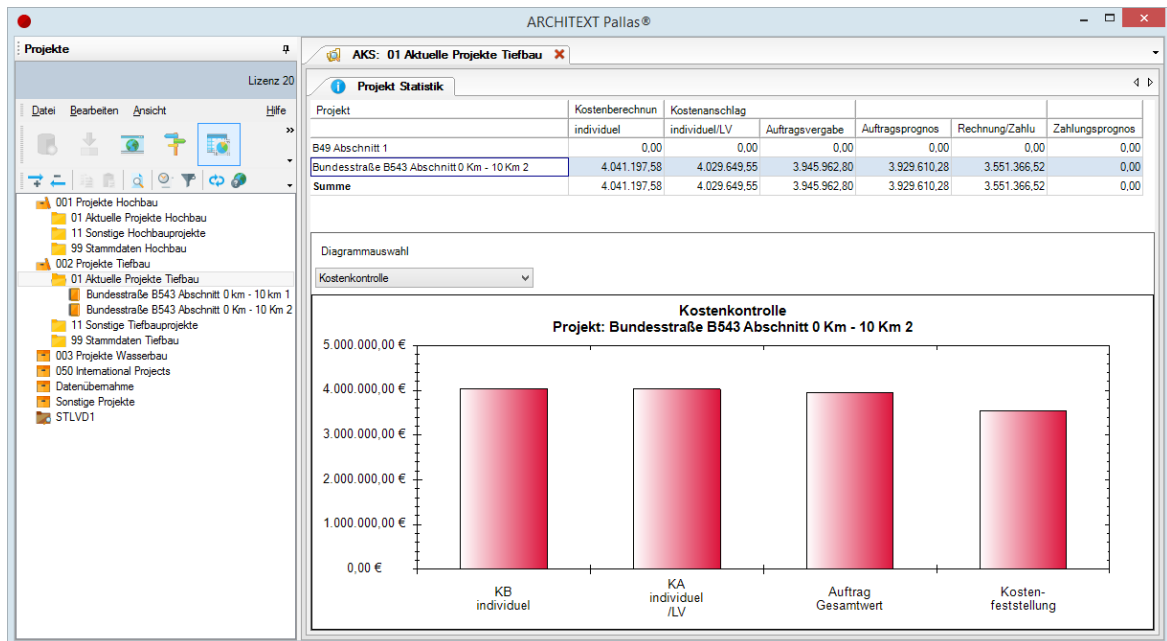 ARCHITEXT Pallas®
Projekte
Lizenz 20
Datei Bearbeiten Ansicht Hilfe
»
001 Projekte Hochbau
01 Aktuelle Projekte Hochbau
11 Sonstige Hochbauprojekte
99 Stammdaten Hochbau
002 Projekte Tiefbau
01 Aktuelle Projekte Tiefbau
Bundesstraße B543 Abschnitt 0 km - 10 km 1
Bundesstraße B543 Abschnitt 0 Km - 10 Km 2
11 Sonstige Tiefbauprojekte
99 Stammdaten Tiefbau
003 Projekte Wasserbau
050 International Projects
Datenübernahme
Sonstige Projekte
STLVD1
AKS: 01 Aktuelle Projekte Tiefbau
Projekt Statistik
Projekt Kostenberechnun Kostenanschlag
individuel individuel/LV Auftragsvergabe Auftragsprognos Rechnung/Zahlu Zahlungsprognos
B49 Abschnitt 1 0,00 0,00 0,00 0,00 0,00 0,00
Bundesstraße B543 Abschnitt 0 Km - 10 Km 2 4.041.197,58 4.029.649,55 3.945.962,80 3.929.610,28 3.551.366,52 0,00
Summe 4.041.197,58 4.029.649,55 3.945.962,80 3.929.610,28 3.551.366,52 0,00
Diagrammauswahl
Kostenkontrolle
Kostenkontrolle
Projekt: Bundesstraße B543 Abschnitt 0 Km - 10 Km 2
5.000.000,00 €
4.000.000,00 €
3.000.000,00 €
2.000.000,00 €
1.000.000,00 €
0,00 €
KB
individuel
KA
individuel
/LV
Auftrag
Gesamtwert
Kosten-
feststellung